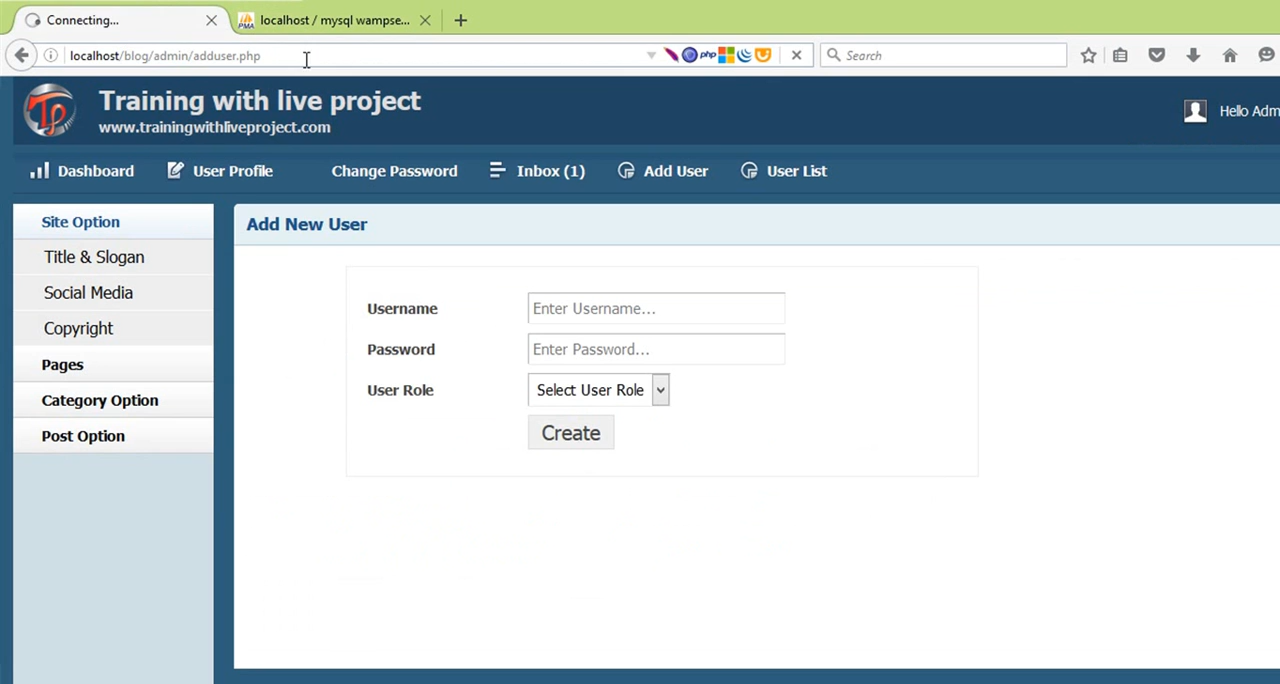 Connecting...
localhost / mysql wampse...
localhost/blog/admin/adduser.php
php
Search
Training with live project
www.trainingwithliveproject.com
Hello Adm
Dashboard
User Profile
Change Password
Inbox (1)
Add User
User List
Site Option
Title & Slogan
Social Media
Copyright
Pages
Category Option
Post Option
Add New User
Username
Enter Username...
Password
Enter Password...
User Role
Select User Role
Create